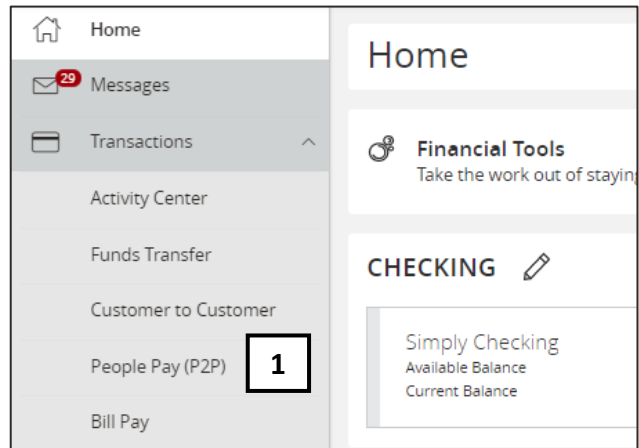 Home
29 Messages
Transactions
Activity Center
Funds Transfer
Customer to Customer
People Pay (P2P) 1
Bill Pay
Home
Financial Tools
Take the work out of staying
CHECKING
Simply Checking
Available Balance
Current Balance